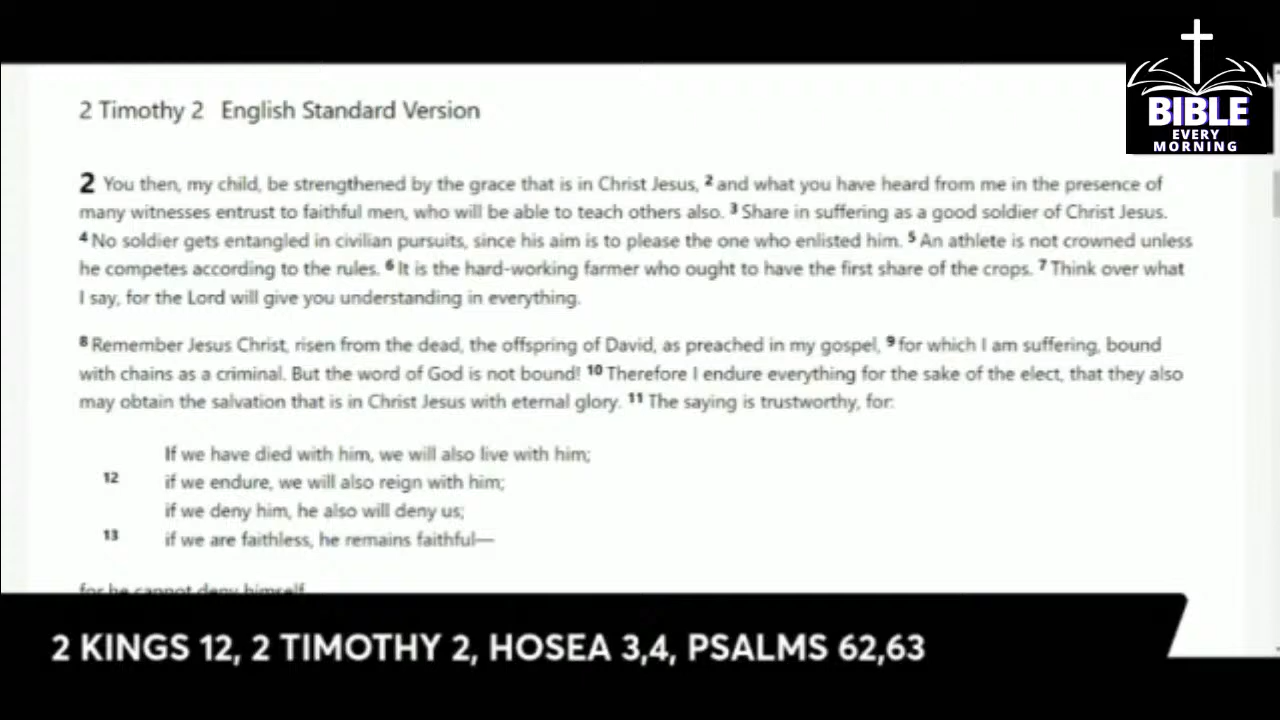 BIBLE
EVERY
MORNING
2 Timothy 2 English Standard Version
2 You then, my child, be strengthened by the grace that is in Christ Jesus, 2 and what you have heard from me in the presence of
many witnesses entrust to faithful men, who will be able to teach others also. 3 Share in suffering as a good soldier of Christ Jesus.
4 No soldier gets entangled in civilian pursuits, since his aim is to please the one who enlisted him. 5 An athlete is not crowned unless
he competes according to the rules. 6 It is the hard-working farmer who ought to have the first share of the crops. 7 Think over what
I say, for the Lord will give you understanding in everything.
8 Remember Jesus Christ, risen from the dead, the offspring of David, as preached in my gospel, 9 for which I am suffering, bound
with chains as a criminal. But the word of God is not bound! 10 Therefore I endure everything for the sake of the elect, that they also
may obtain the salvation that is in Christ Jesus with eternal glory. 11 The saying is trustworthy, for:
If we have died with him, we will also live with him;
12 if we endure, we will also reign with him;
if we deny him, he also will deny us;
13 if we are faithless, he remains faithful—
for he cannot deny himself
2 KINGS 12, 2 TIMOTHY 2, HOSEA 3,4, PSALMS 62,63